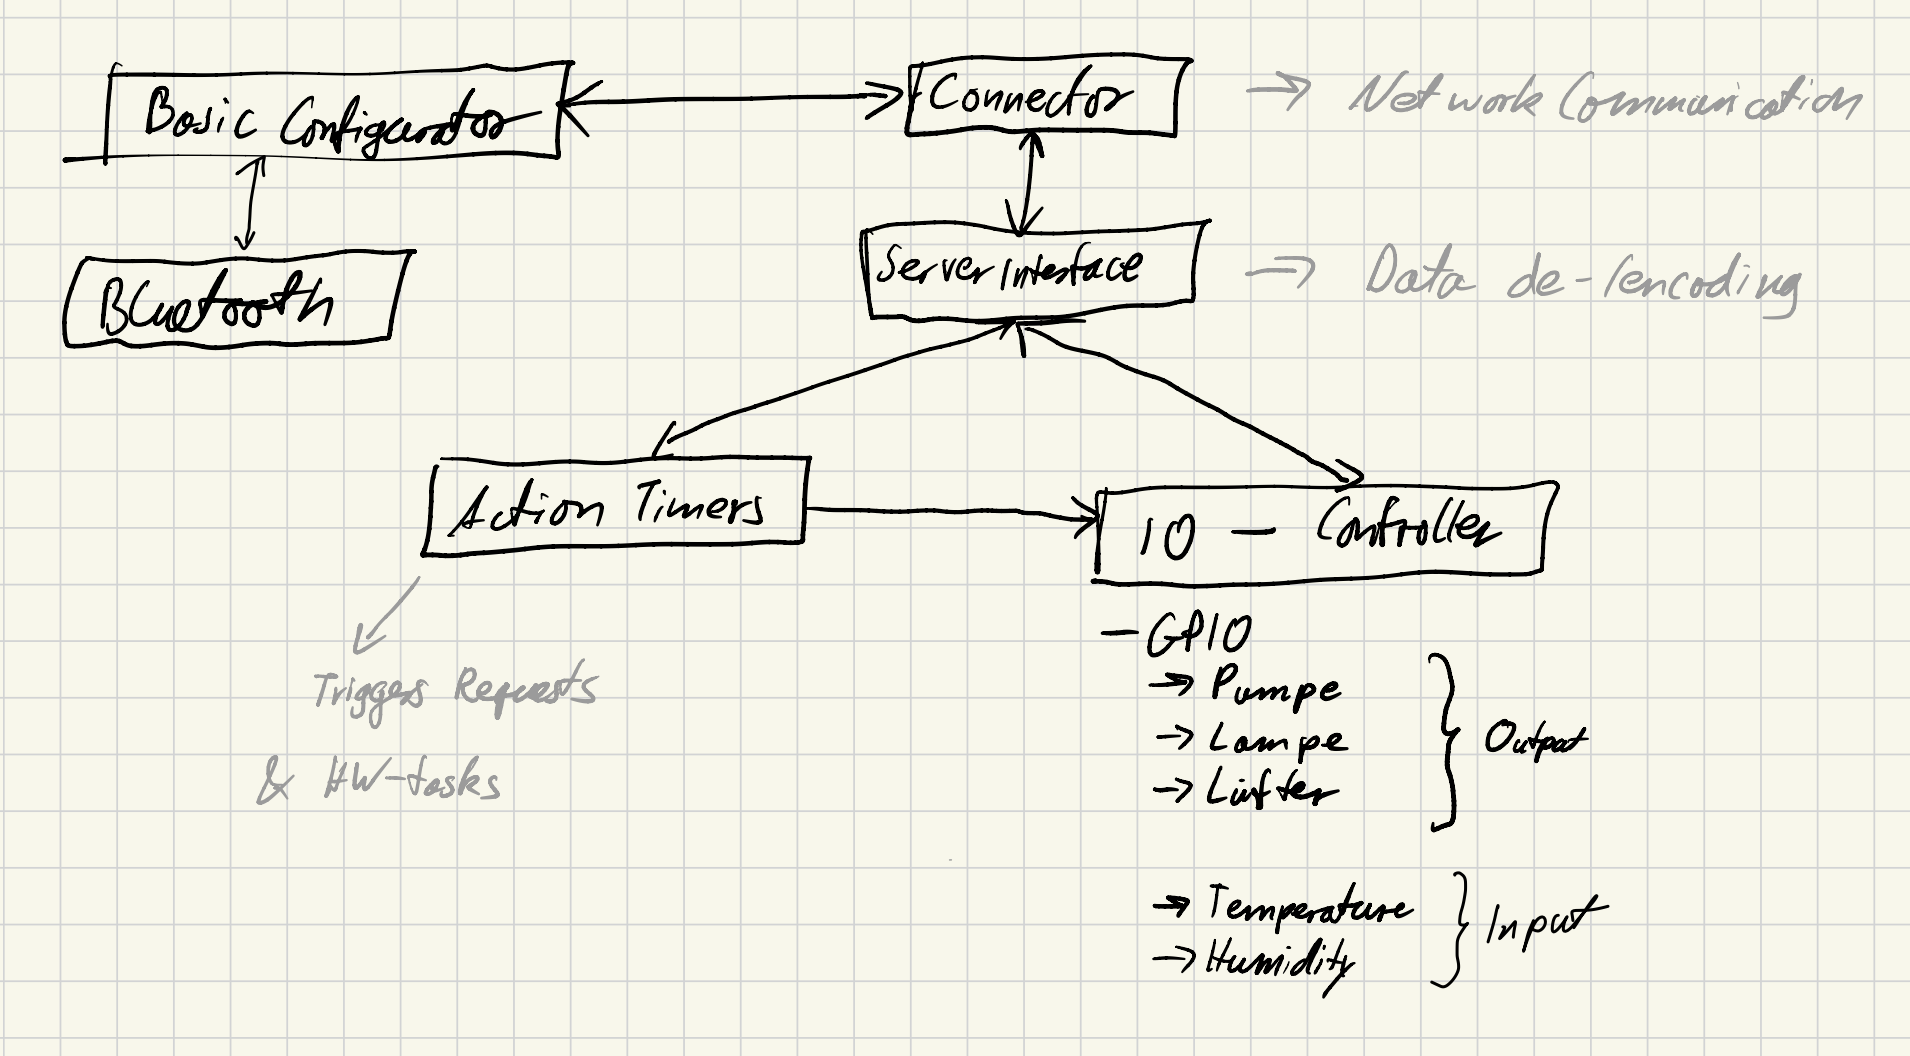 Basic Configurator
Connector
→ Network Communication
Bluetooth
Server Interface
→ Data de-/encoding
Action Timers
IO - Controller
Triggers Requests
& HW-tasks
- GPIO
→ Pumpe
→ Lampe
→ Lüfter
Output
→ Temperature
→ Humidity
Input